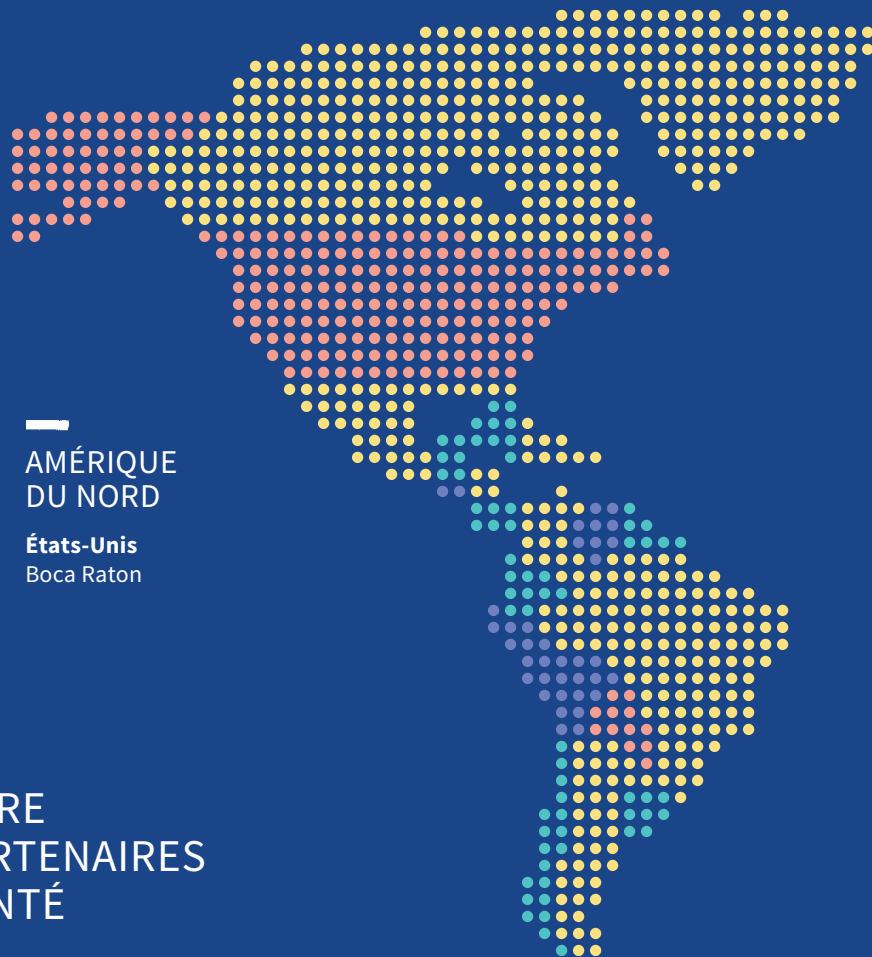 AMÉRIQUE
DU NORD
États-Unis
Boca Raton
RE
RTENAIRES
NTÉ